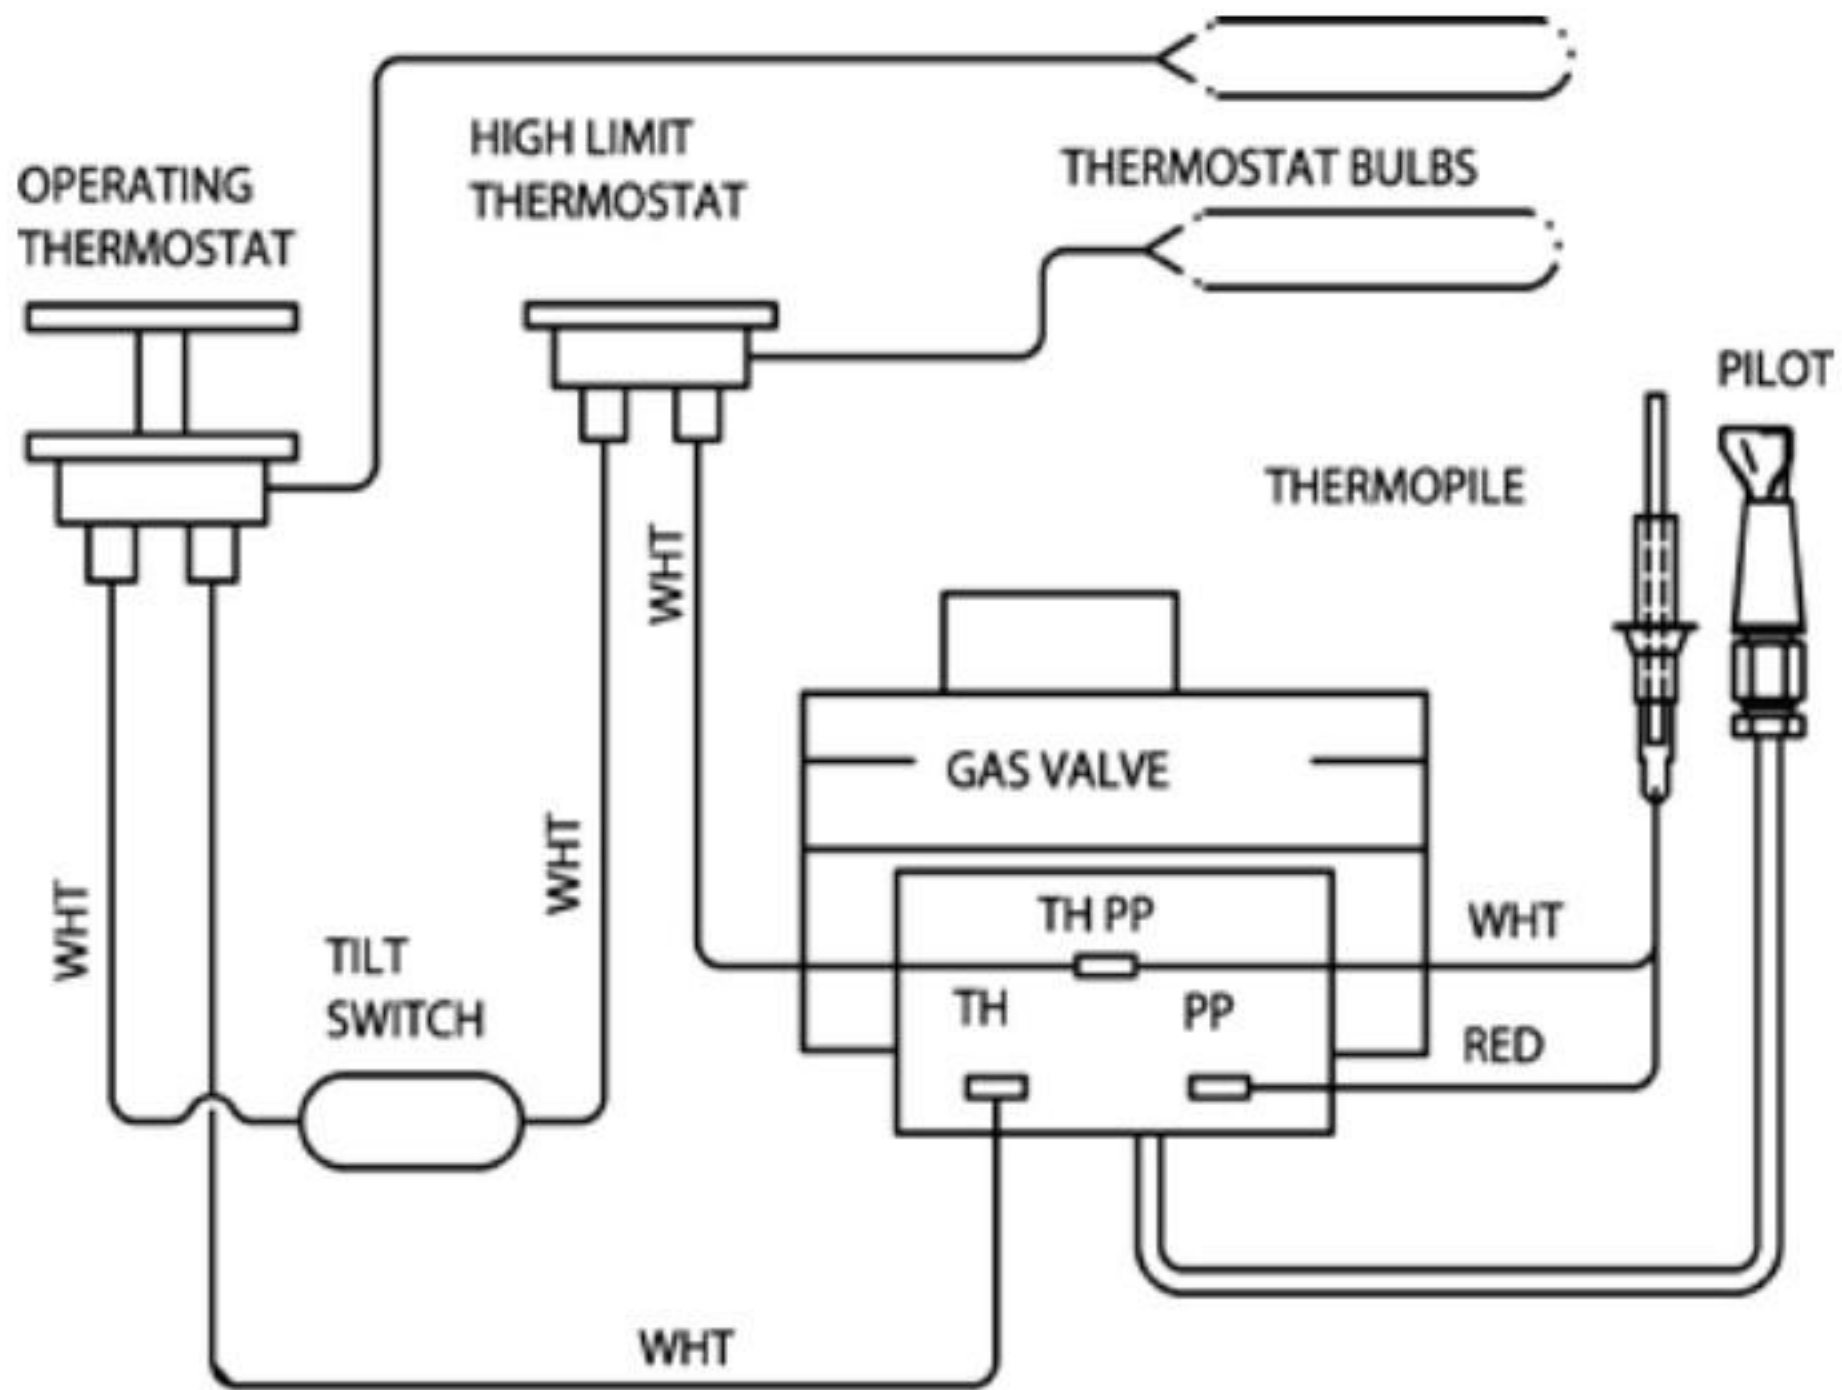 HIGH LIMIT
THERMOSTAT
THERMOSTAT BULBS
OPERATING
THERMOSTAT
PILOT
THERMOPILE
WHT
GAS VALVE
WHT
WHT
TH PP
WHT
TILT
SWITCH
TH
PP
RED
WHT